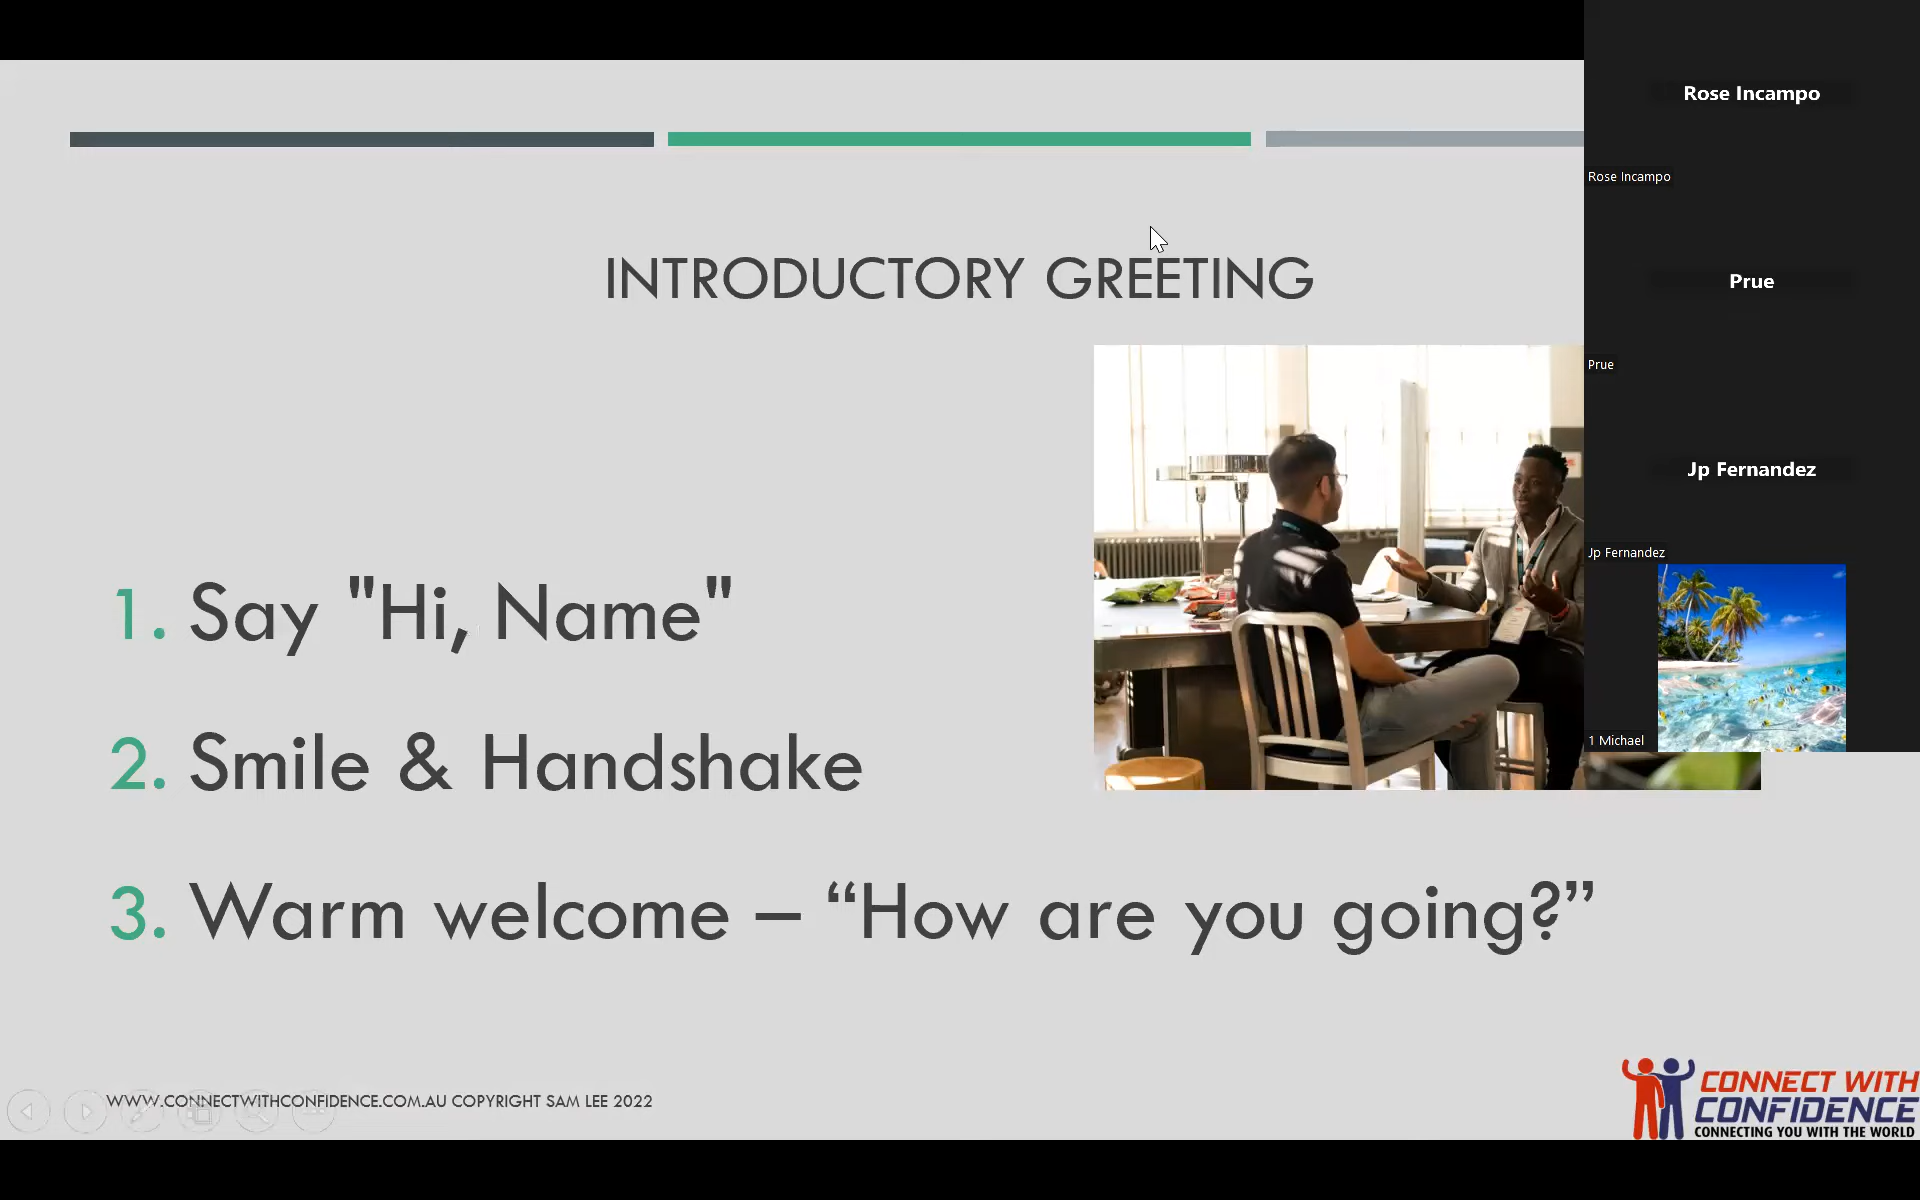 INTRODUCTORY GREETING
1. Say "Hi, Name"
2. Smile & Handshake
3. Warm welcome – “How are you going?”
WWW.CONNECTWITHCONFIDENCE.COM.AU COPYRIGHT SAM LEE 2022
CONNECT WITH
CONFIDENCE
CONNECTING YOU WITH THE WORLD
Rose Incampo
Rose Incampo
Prue
Prue
Jp Fernandez
Jp Fernandez
1 Michael